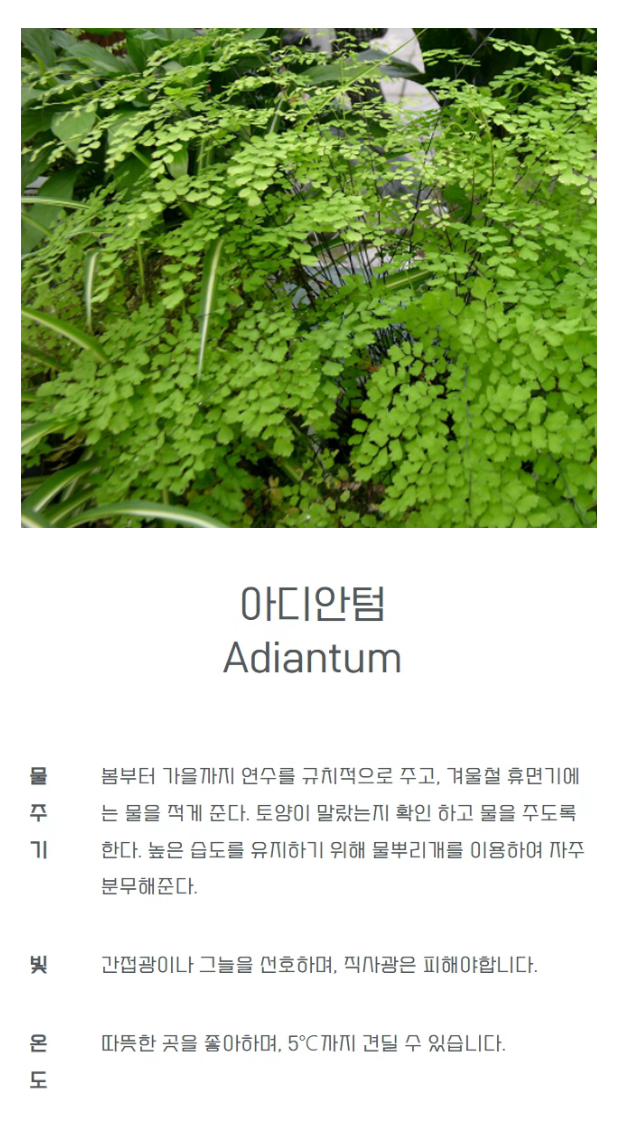 아디안텀
Adiantum
물주기
봄부터 가을까지 연수를 규칙적으로 주고, 겨울철 휴면기에
는 물을 적게 준다. 토양이 말랐는지 확인 하고 물을 주도록
한다. 높은 습도를 유지하기 위해 물뿌리개를 이용하여 자주
분무해준다.
빛
간접광이나 그늘을 선호하며, 직사광은 피해야합니다.
온도
따뜻한 곳을 좋아하며, 5℃까지 견딜 수 있습니다.